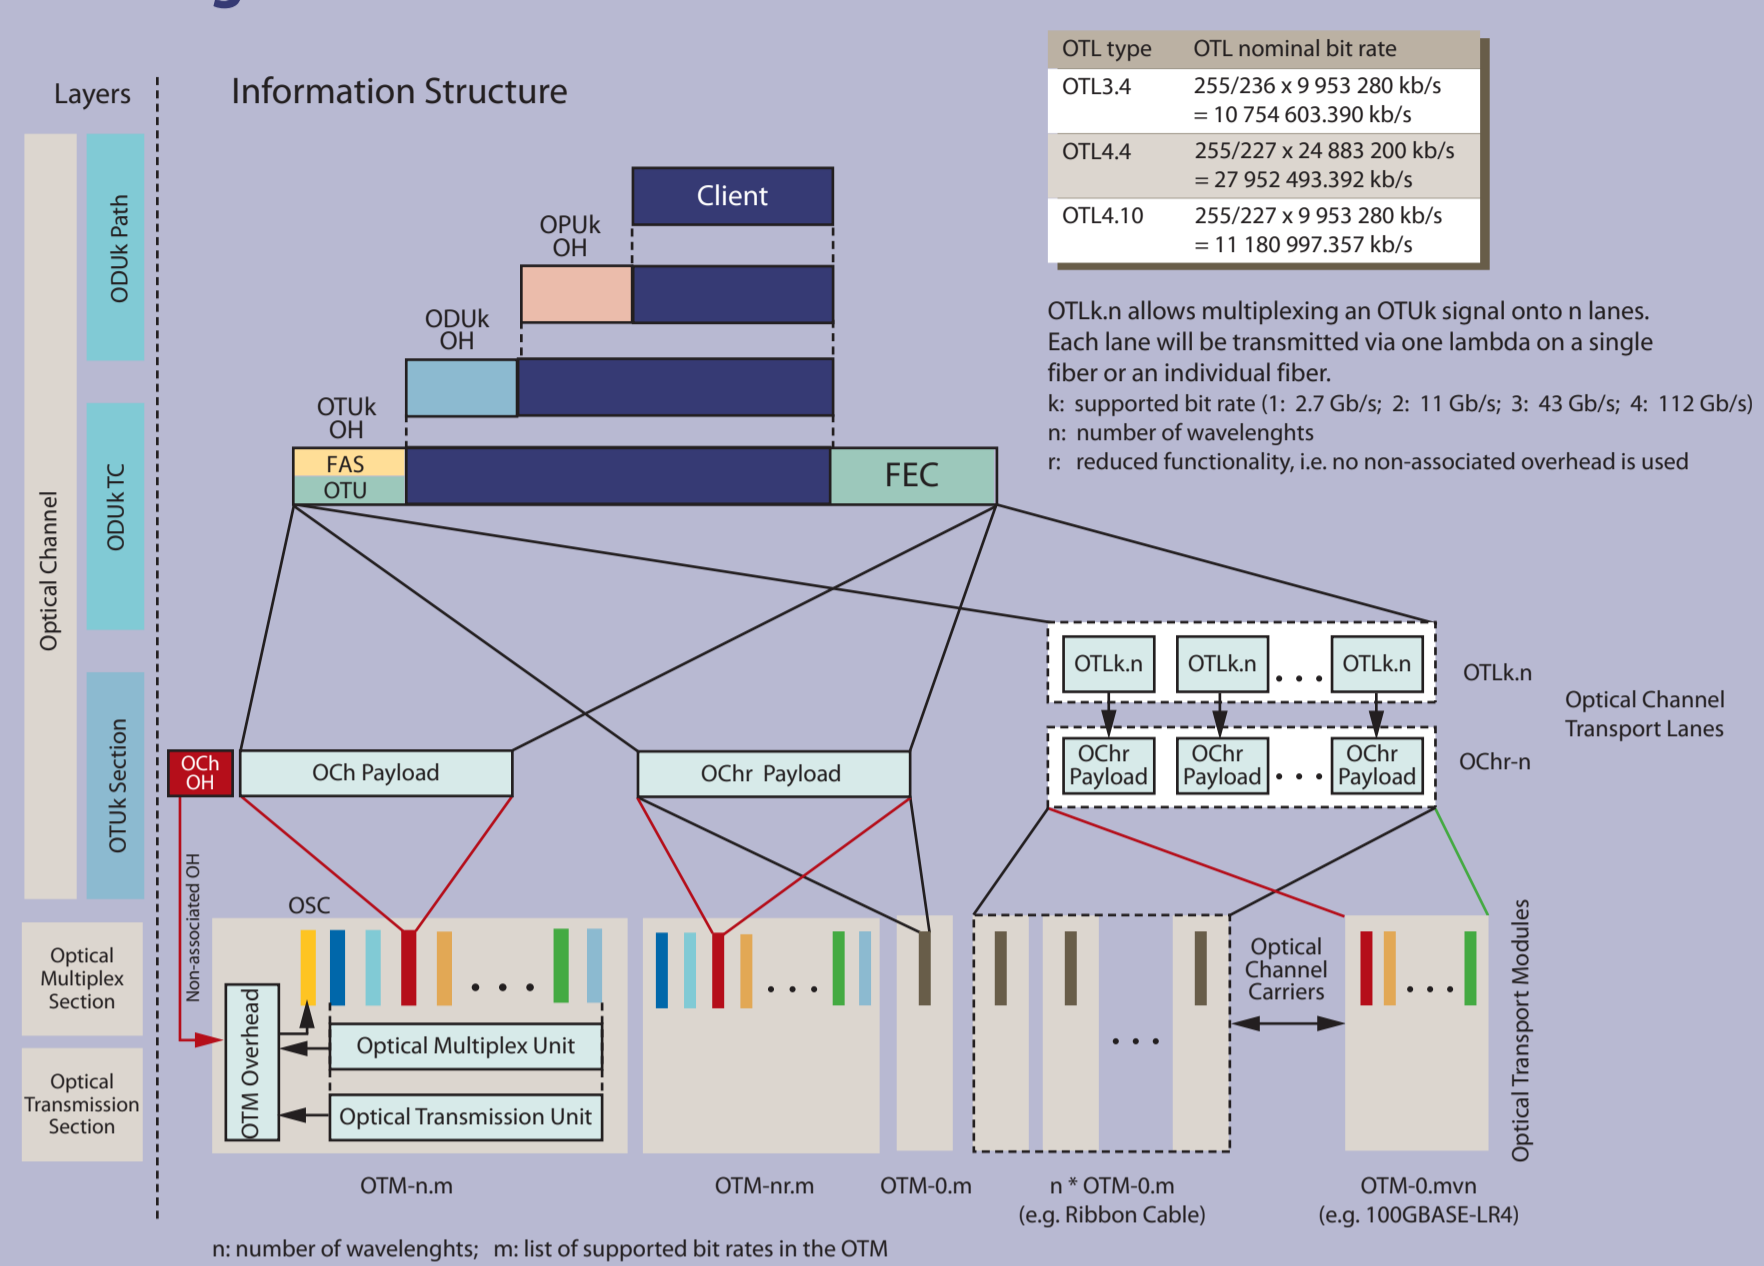 Layers
Information Structure
OTL type OTL nominal bit rate
OTL3.4 255/236 x 9 953 280 kb/s
= 10 754 603.390 kb/s
OTL4.4 255/227 x 24 883 200 kb/s
= 27 952 493.392 kb/s
OTL4.10 255/227 x 9 953 280 kb/s
= 11 180 997.357 kb/s
OTLk.n allows multiplexing an OTUk signal onto n lanes.
Each lane will be transmitted via one lambda on a single
fiber or an individual fiber.
k: supported bit rate (1: 2.7 Gb/s; 2: 11 Gb/s; 3: 43 Gb/s; 4: 112 Gb/s)
n: number of wavelenghts
r: reduced functionality, i.e. no non-associated overhead is used
Optical Channel
ODUk Path
ODUk TC
OTUk Section
Optical
Multiplex
Section
Optical
Transmission
Section
Client
OPUk
OH
ODUk
OH
OTUk
OH
FAS
OTU
FEC
OTLk.n
OTLk.n
. . .
OTLk.n
OTLk.n
Optical Channel
Transport Lanes
OCh
OH
OCh Payload
OChr Payload
OChr
Payload
OChr
Payload
. . .
OChr
Payload
OChr-n
Non-associated OH
OSC
. . .
OTM Overhead
Optical Multiplex Unit
Optical Transmission Unit
. . .
. . .
Optical
Channel
Carriers
. . .
Optical Transport Modules
OTM-n.m
OTM-nr.m
OTM-0.m
n * OTM-0.m
(e.g. Ribbon Cable)
OTM-0.mvn
(e.g. 100GBASE-LR4)
n: number of wavelenghts; m: list of supported bit rates in the OTM